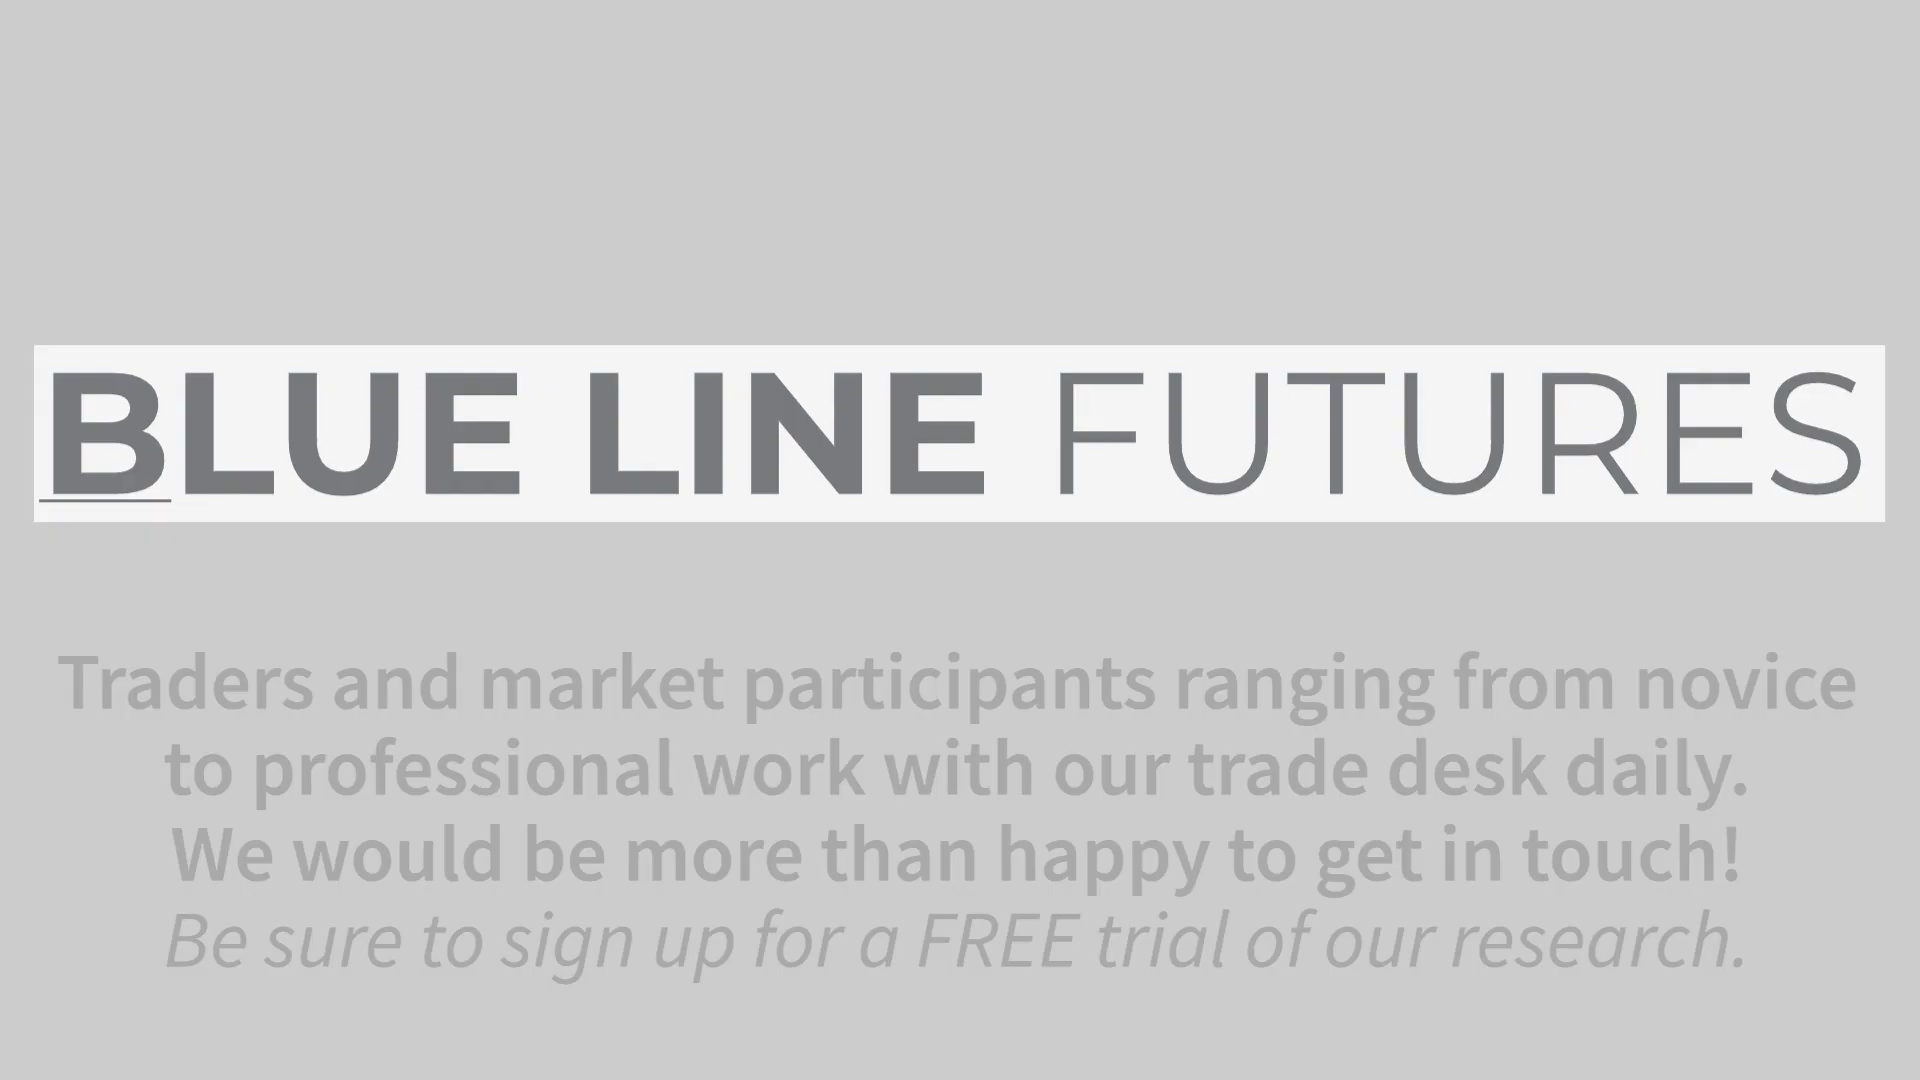 BLUE LINE FUTURES
Traders and market participants ranging from novice
to professional work with our trade desk daily.
We would be more than happy to get in touch!
Be sure to sign up for a FREE trial of our research.